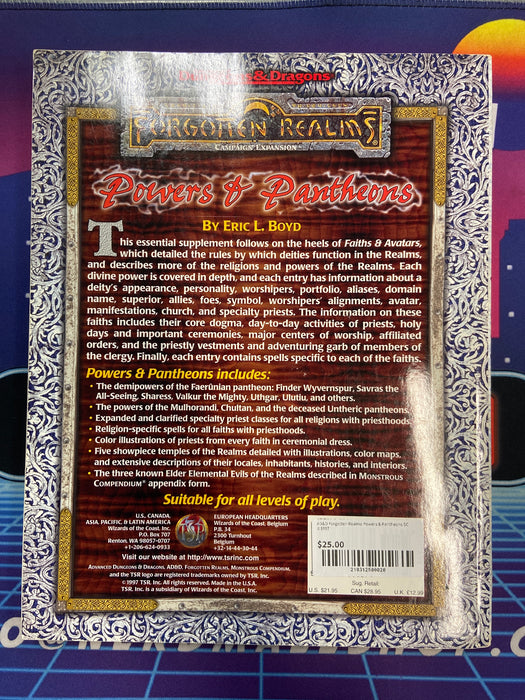 & Dragons
FORGOTTEN REALMS
CAMPAIGN EXPANSION
Powers & Pantheons
BY ERIC L. BOYD
This essential supplement follows on the heels of Faiths & Avatars,
which detailed the rules by which deities function in the Realms,
and describes more of the religions and powers of the Realms. Each
divine power is covered in depth, and each entry has information about a
deity's appearance, personality, worshipers, portfolio, aliases, domain
name, superior, allies, foes, symbol, worshipers' alignments, avatar,
manifestations, church, and specialty priests. The information on these
faiths includes their core dogma, day-to-day activities of priests, holy
days and important ceremonies, major centers of worship, affiliated
orders, and the priestly vestments and adventuring garb of members of
the clergy. Finally, each entry contains spells specific to each of the faiths.
Powers & Pantheons includes:
• The demipowers of the Faerûnian pantheon: Finder Wyvernspur, Savras the
All-Seeing, Sharess, Valkur the Mighty, Uthgar, Ulutiu, and others.
• The powers of the Mulhorandi, Chultan, and the deceased Untheric pantheons.
• Expanded and clarified specialty priest classes for all religions with priesthoods.
• Religion-specific spells for all faiths with priesthoods.
• Color illustrations of priests from every faith in ceremonial dress.
• Five showpiece temples of the Realms detailed with illustrations, color maps,
and extensive descriptions of their locales, inhabitants, histories, and interiors.
• The three known Elder Elemental Evils of the Realms described in MONSTROUS
COMPENDIUM® appendix form.
Suitable for all levels of play.
U.S., CANADA,
ASIA, PACIFIC, & LATIN AMERICA
Wizards of the Coast, Inc.
P.O. Box 707
Renton, WA 98057-0707
+1-206-624-0933
EUROPEAN HEADQUARTERS
Wizards of the Coast, Belgium
P.B. 34
2300 Turnhout
Belgium
+32-14-44-30-44
Visit our website at http://www.tsrinc.com
ADVANCED DUNGEONS & DRAGONS, ADND, FORGOTTEN REALMS, MONSTROUS COMPENDIUM,
and the TSR logo are registered trademarks owned by TSR, Inc.
©1997 TSR, Inc. All rights reserved. Made in the U.S.A.
TSR, Inc. is a subsidiary of Wizards of the Coast, Inc.
AD&D Forgotten Realms: Powers & Pantheons SC
$25.00
Sug. Retail:
U.S. $21.95 CAN $28.95 U.K. £12.99